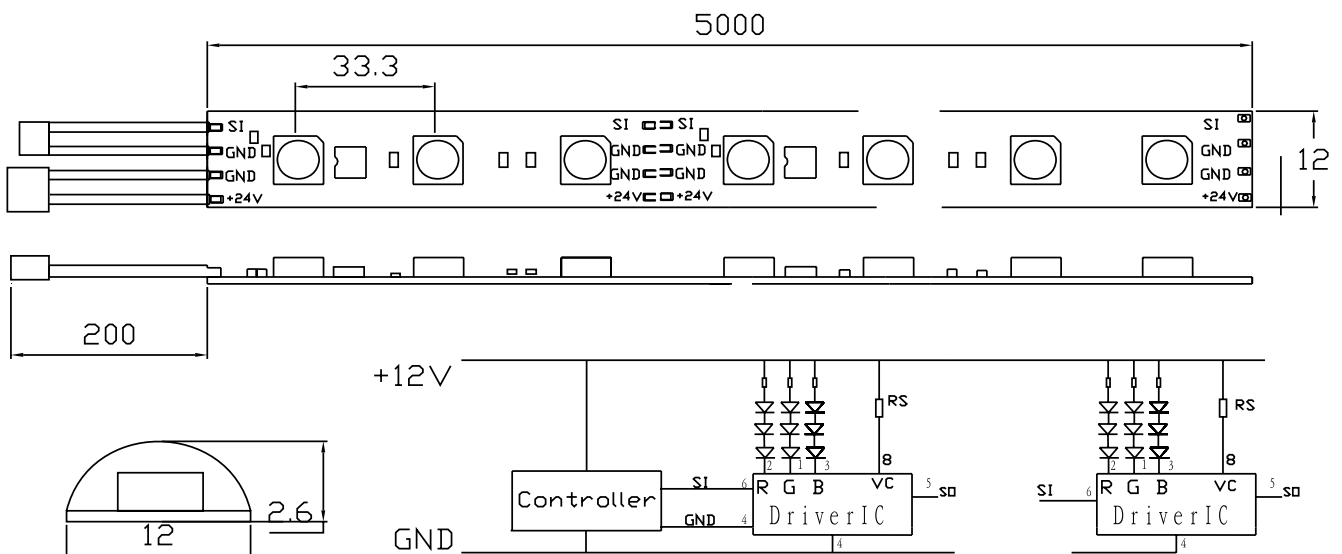 5000
33.3
SI
GND
GND
+24V
SI SI
GND GND
GND GND
+24V +24V
SI
GND
GND
+24V
12
200
+12V
RS
RS
2 1 3 8
2 1 3 8
R G B VC
R G B VC
SI 6
5 SO
SI 6
5 SO
Controller
GND 4
DriverIC
DriverIC
4
4
GND
2.6
12